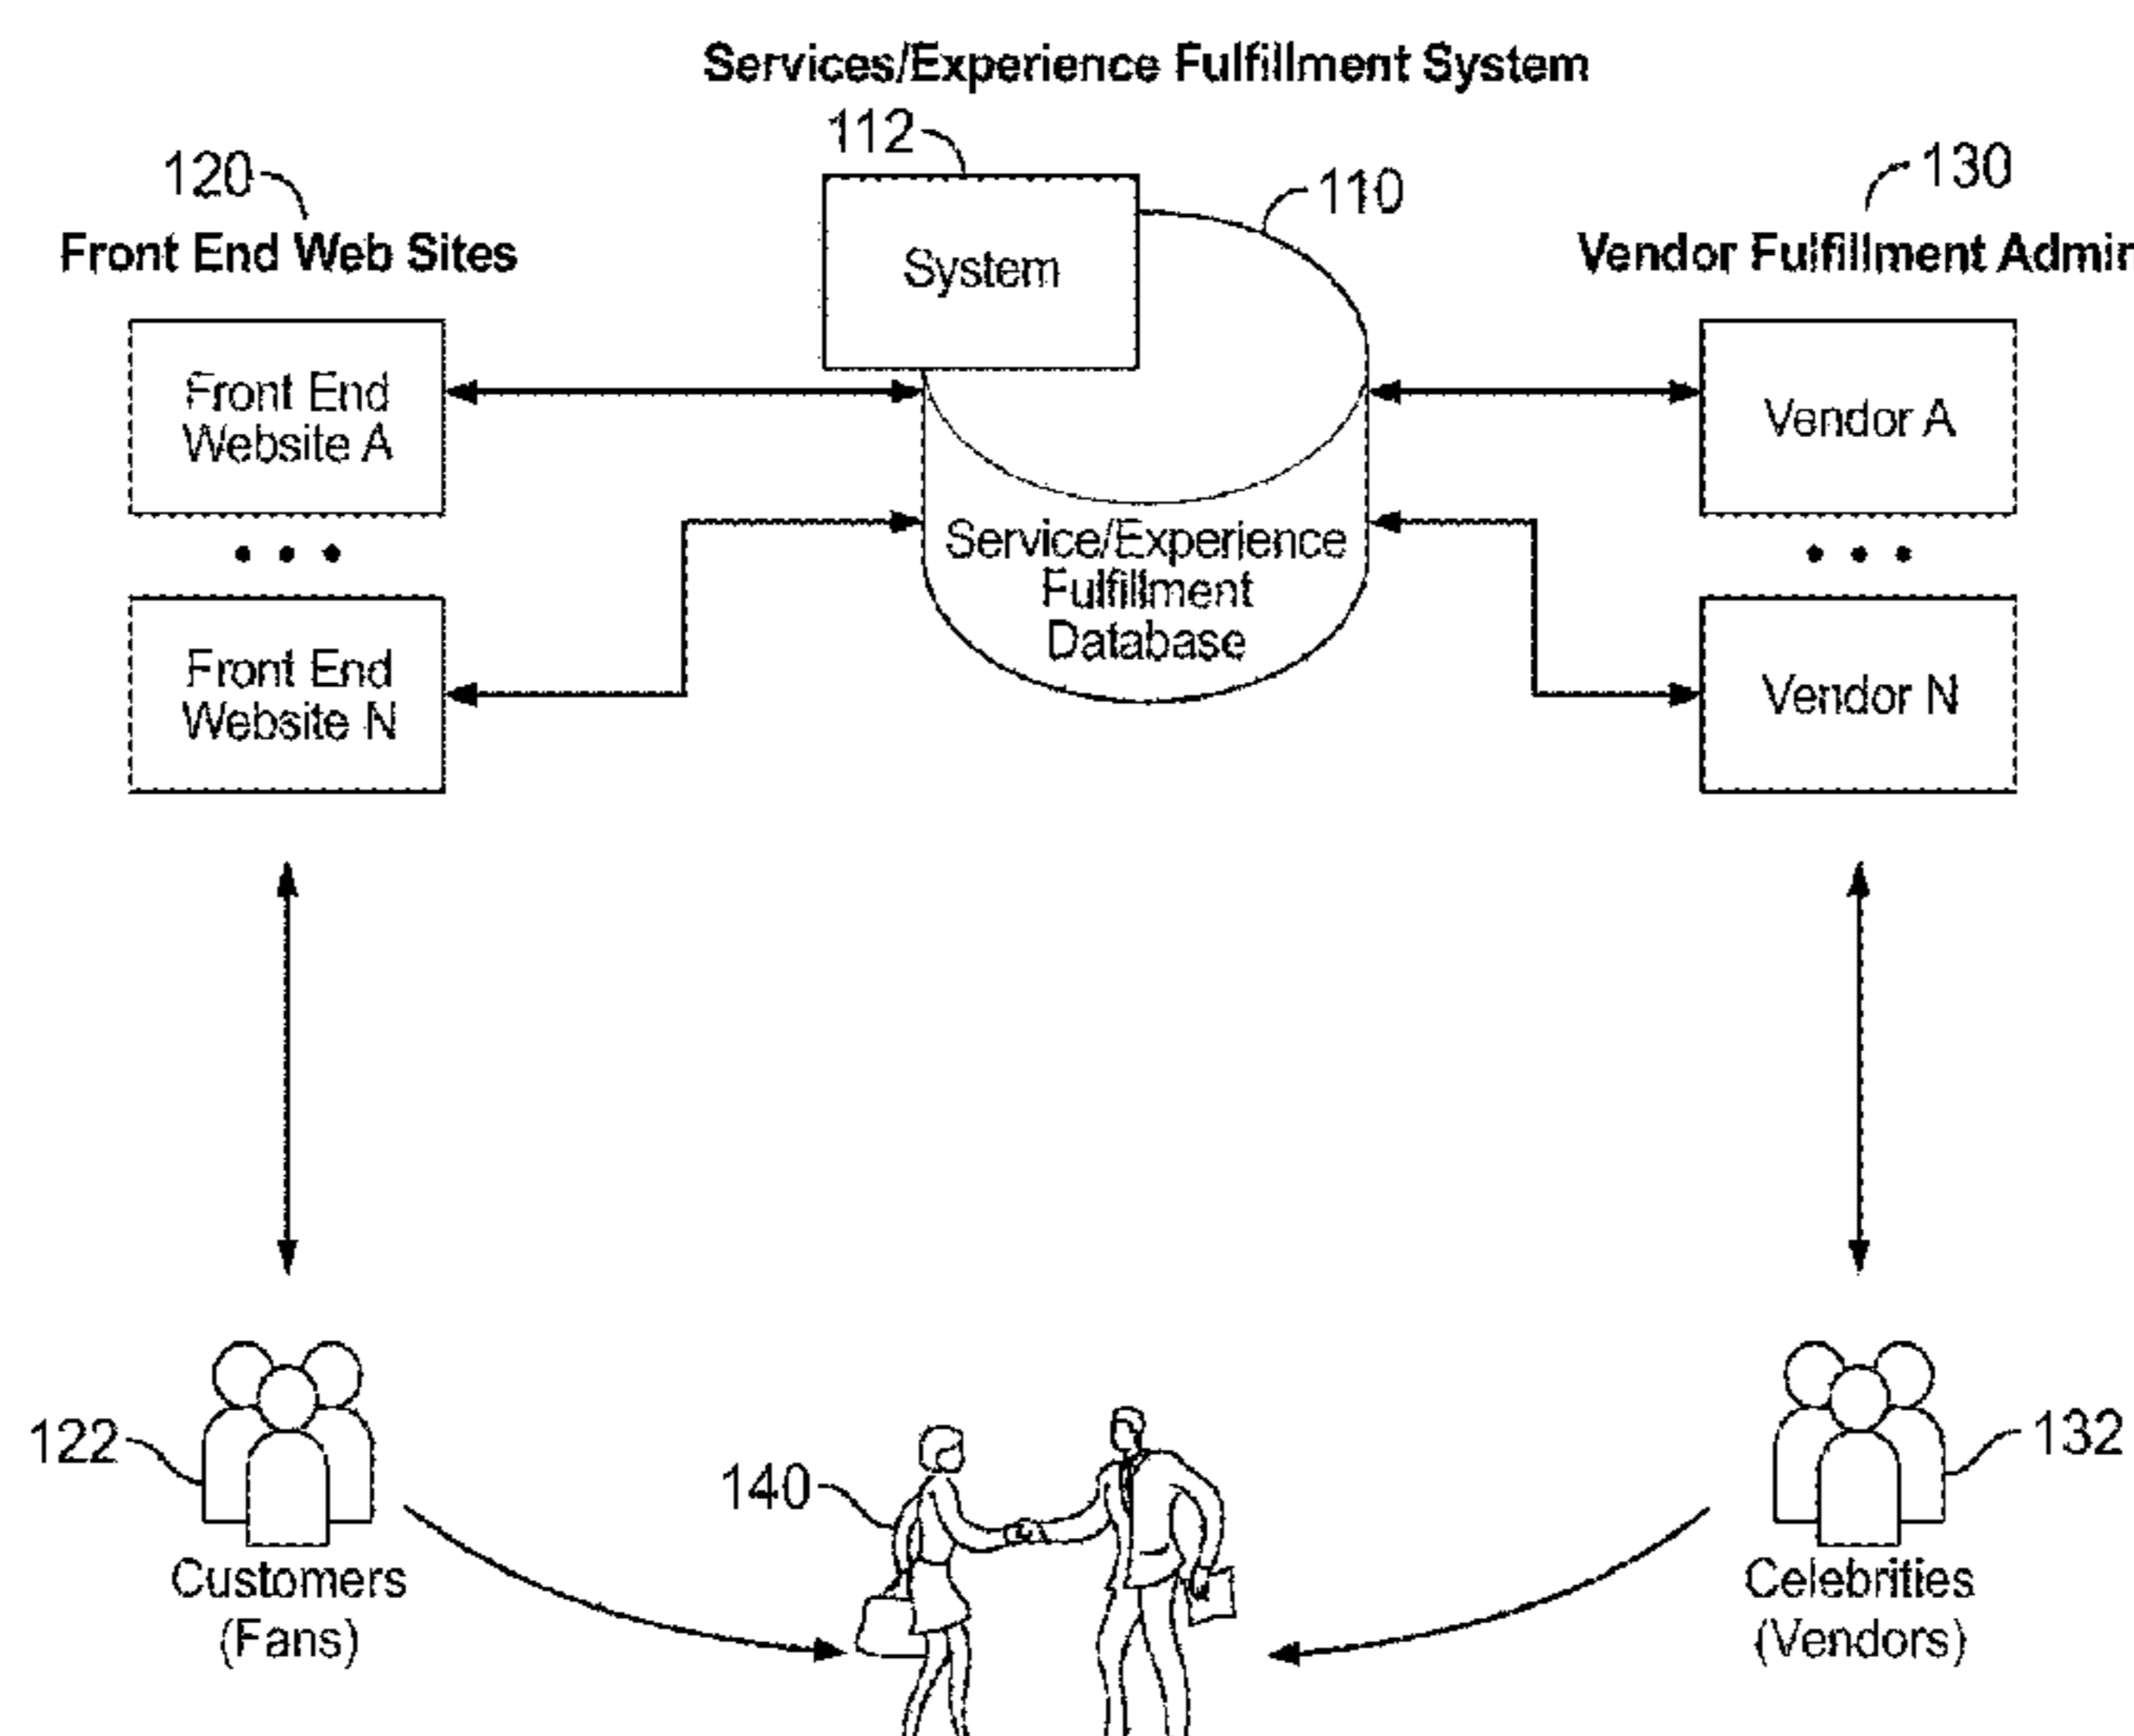 Services/Experience Fulfillment System
112
120
110
130
Front End Web Sites
System
Vendor Fulfillment Admin
Front End
Website A
Vendor A
Service/Experience
Fulfillment
Database
Front End
Website N
Vendor N
122
140
132
Customers
(Fans)
Celebrities
(Vendors)